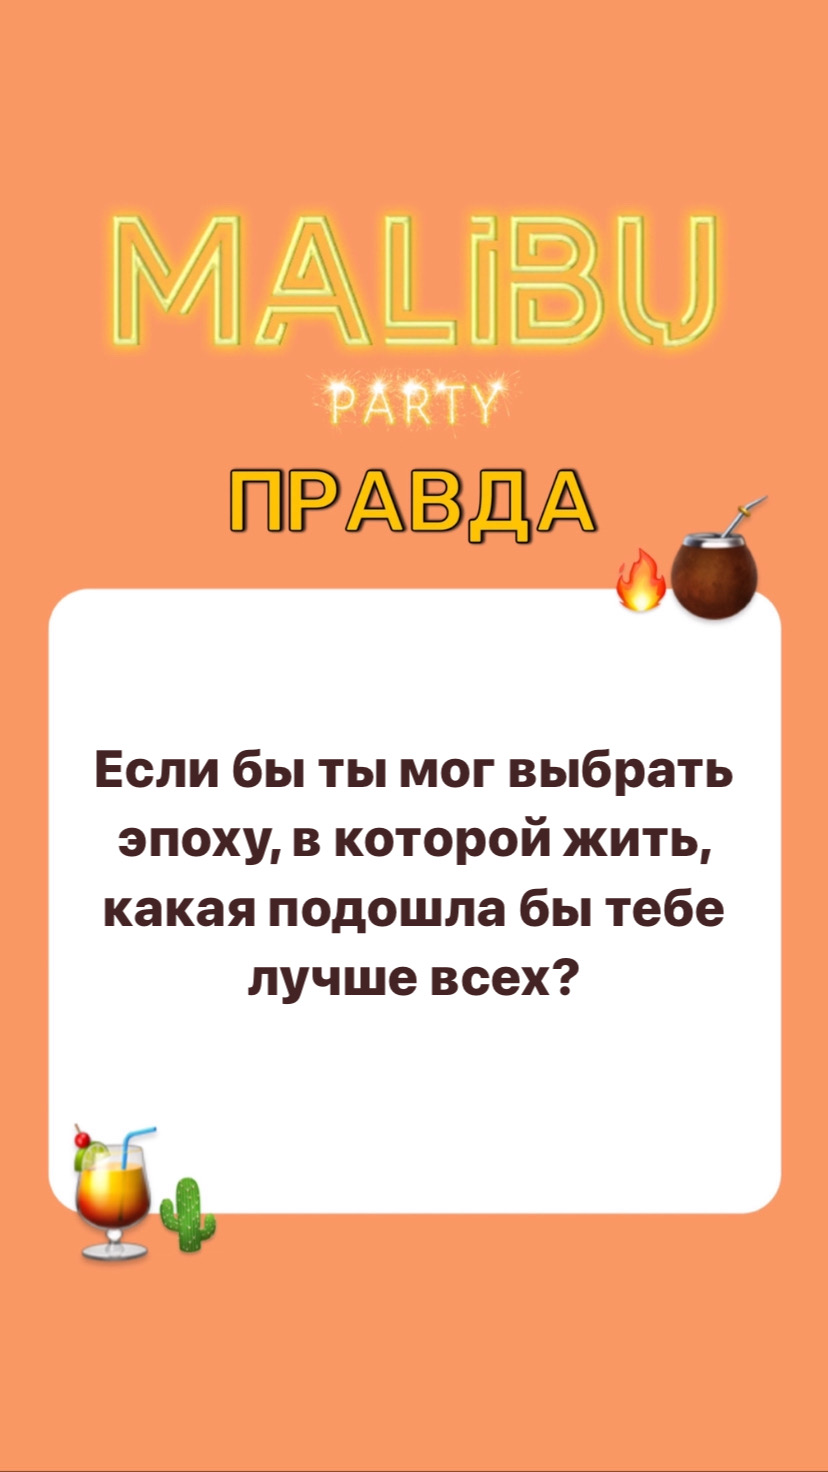 MALiBU
PARTY
ПРАВДА
Если бы ты мог выбрать
эпоху, в которой жить,
какая подошла бы тебе
лучше всех?